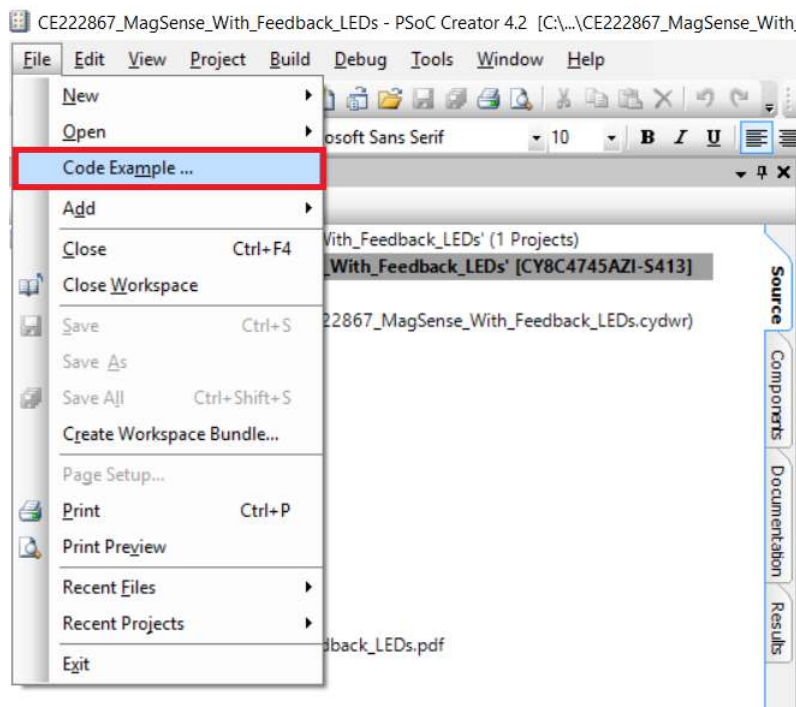 CE222867_MagSense_With_Feedback_LEDs - PSoC Creator 4.2 [C:\...\CE222867_MagSense_With_
File Edit View Project Build Debug Tools Window Help
New
Open
osoft Sans Serif 10 B I U
Code Example ...
Add
Close Ctrl+F4
With_Feedback_LEDs' (1 Projects)
Close Workspace
_With_Feedback_LEDs' [CY8C4745AZI-S413]
Save Ctrl+S
22867_MagSense_With_Feedback_LEDs.cydwr)
Save As
Save All Ctrl+Shift+S
Create Workspace Bundle...
Page Setup...
Print Ctrl+P
Print Preview
Recent Files
Recent Projects
dback_LEDs.pdf
Exit
Source
Components
Documentation
Results